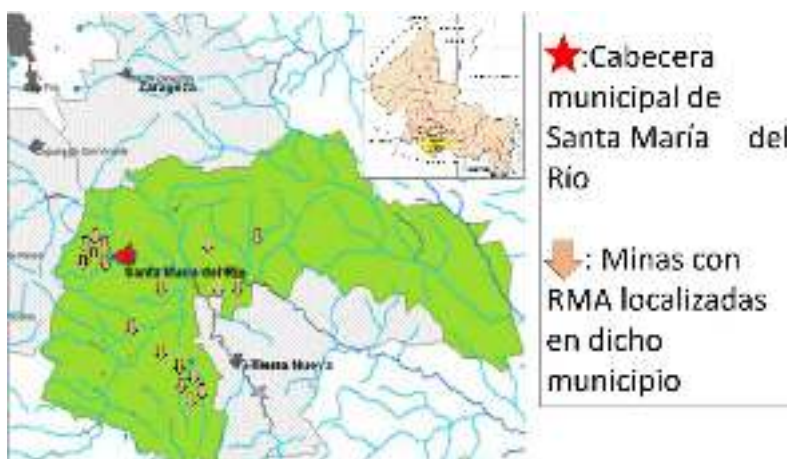 Zaragoza
Santa María del Río
Tierra Nueva
★:Cabecera
municipal de
Santa María del
Río
⇩: Minas con
RMA localizadas
en dicho
municipio